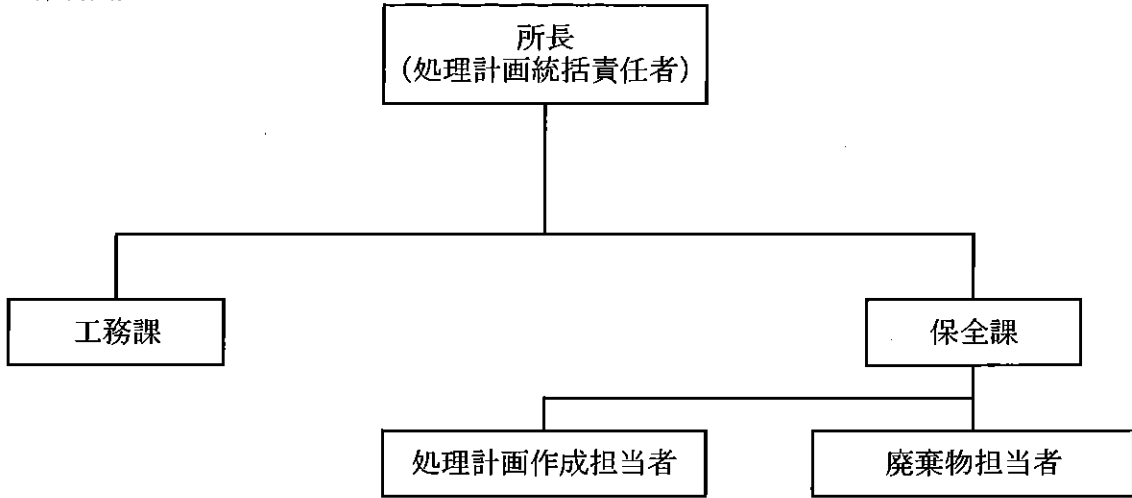 所長
(処理計画統括責任者)
工務課
保全課
処理計画作成担当者
廃棄物担当者